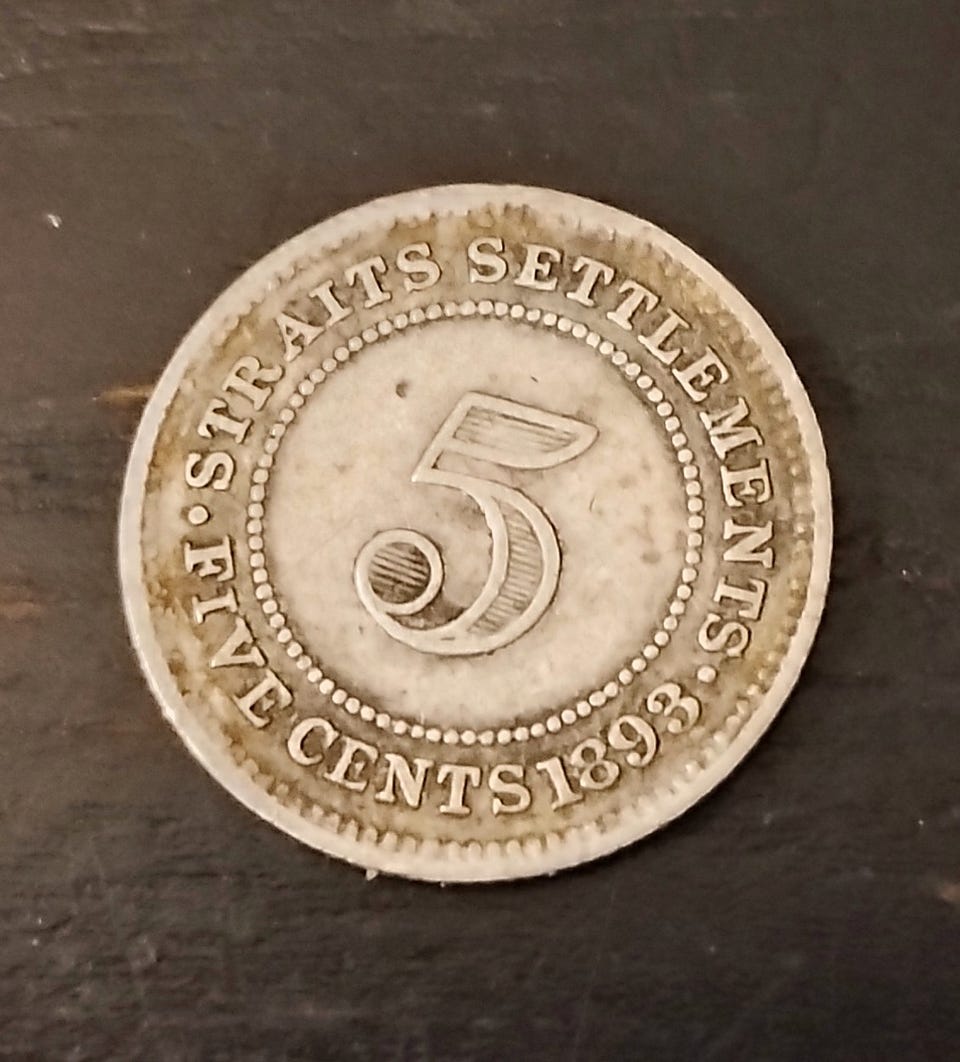 · STRAITS SETTLEMENTS ·
FIVE CENTS 1893
5